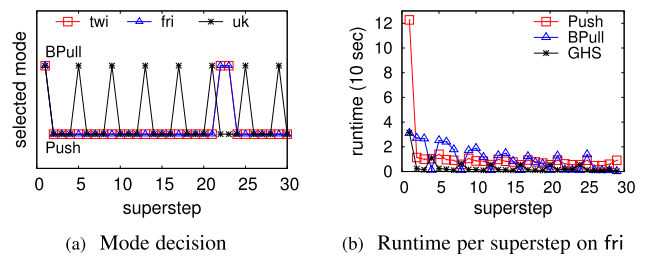 twi fri uk
BPull
Push
selected mode
0 5 10 15 20 25 30
superstep
(a) Mode decision
Push
BPull
GHS
12
10
8
6
4
2
0
runtime (10 sec)
0 5 10 15 20 25 30
superstep
(b) Runtime per superstep on fri